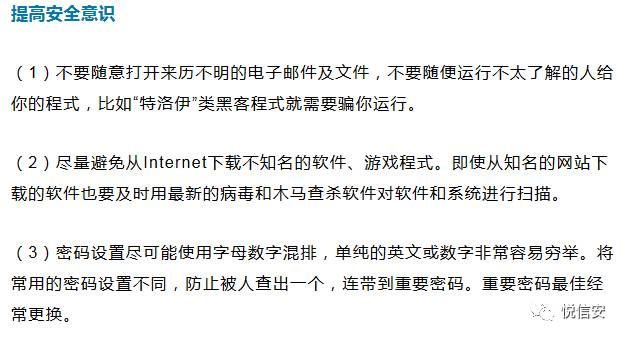 提高安全意识
（1）不要随意打开来历不明的电子邮件及文件，不要随便运行不太了解的人给
你的程式，比如“特洛伊”类黑客程式就需要骗你运行。
（2）尽量避免从Internet下载不知名的软件、游戏程式。即使从知名的网站下
载的软件也要及时用最新的病毒和木马查杀软件对软件和系统进行扫描。
（3）密码设置尽可能使用字母数字混排，单纯的英文或数字非常容易穷举。将
常用的密码设置不同，防止被人查出一个，连带到重要密码。重要密码最佳经
常更换。
悦信安